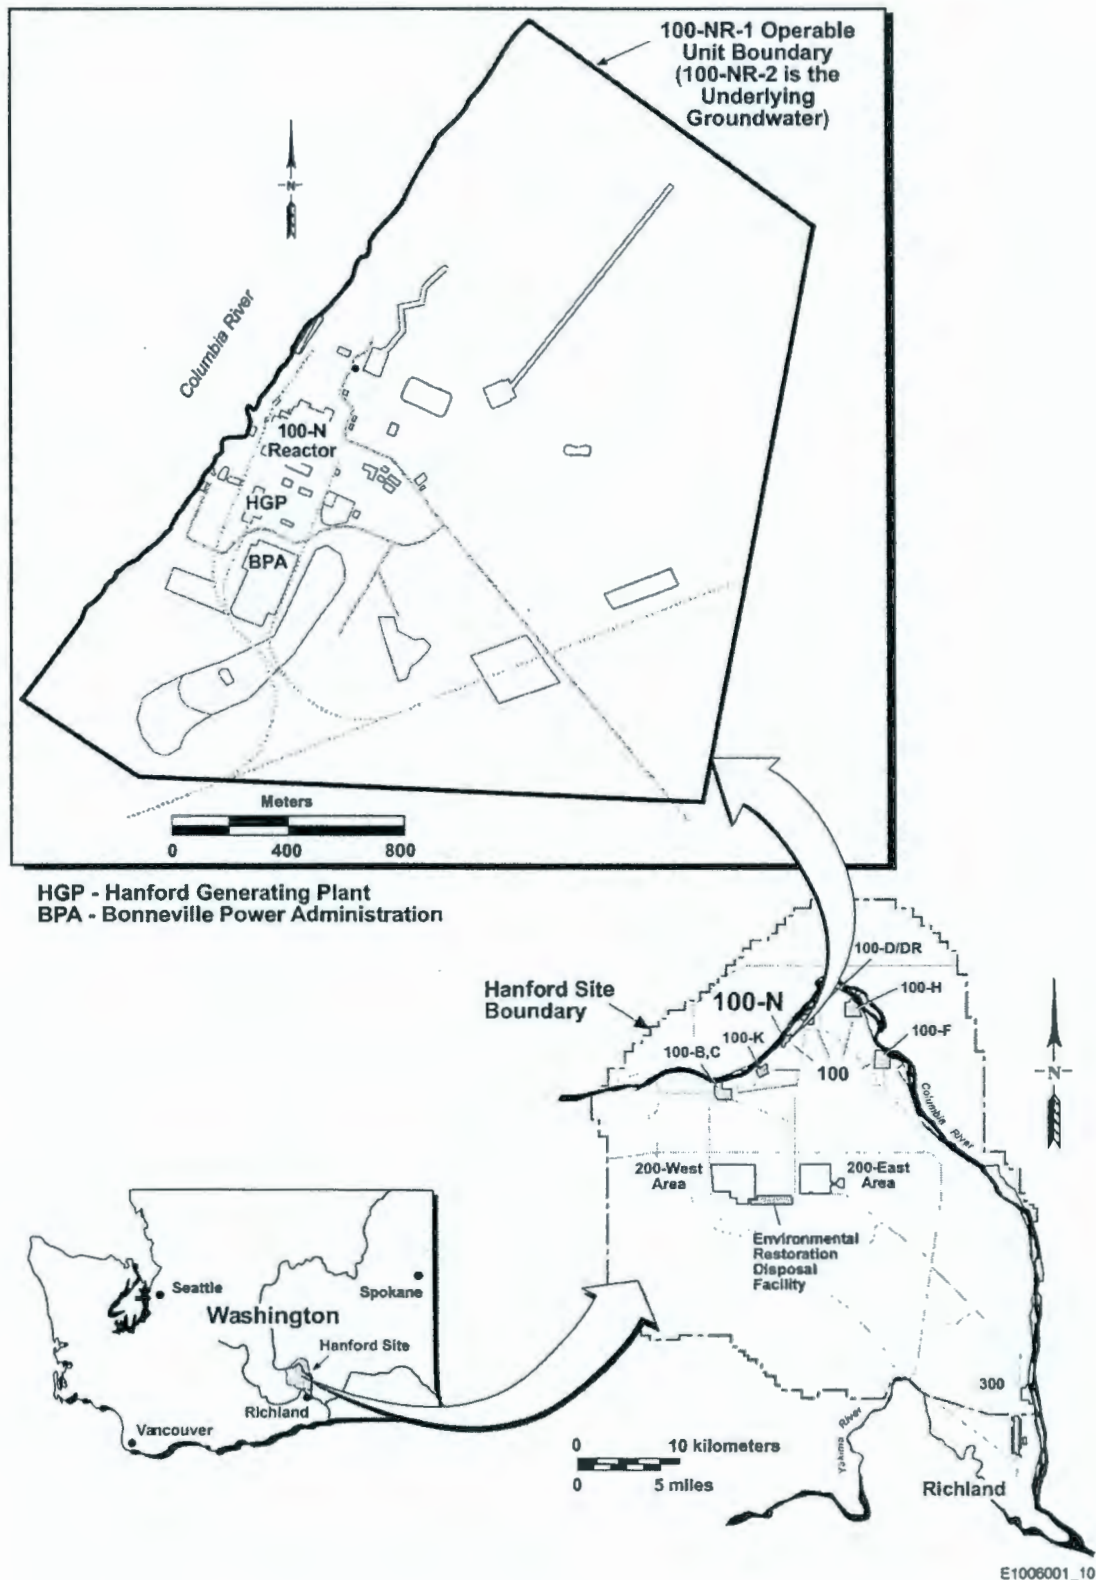 100-NR-1 Operable
Unit Boundary
(100-NR-2 is the
Underlying
Groundwater)
N
Columbia River
100-N
Reactor
HGP
BPA
Meters
0 400 800
HGP - Hanford Generating Plant
BPA - Bonneville Power Administration
100-D/DR
Hanford Site
Boundary
100-N
100-H
100-K
100-F
100-B,C
100
N
Columbia River
200-West
Area
200-East
Area
Environmental
Restoration
Disposal
Facility
Seattle
Spokane
Washington
Hanford Site
Richland
Vancouver
300
0 10 kilometers
0 5 miles
Yakima River
Richland
E1006001_10